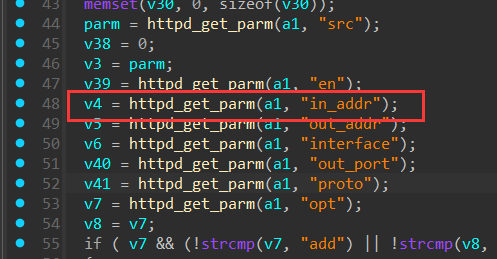 43 memset(v30, 0, sizeof(v30));
44 parm = httpd_get_parm(a1, "src");
45 v38 = 0;
46 v3 = parm;
47 v39 = httpd_get_parm(a1, "en");
48 v4 = httpd_get_parm(a1, "in_addr");
49 v5 = httpd_get_parm(a1, "out_addr");
50 v6 = httpd_get_parm(a1, "interface");
51 v40 = httpd_get_parm(a1, "out_port");
52 v41 = httpd_get_parm(a1, "proto");
53 v7 = httpd_get_parm(a1, "opt");
54 v8 = v7;
55 if ( v7 && (!strcmp(v7, "add") || !strcmp(v8,